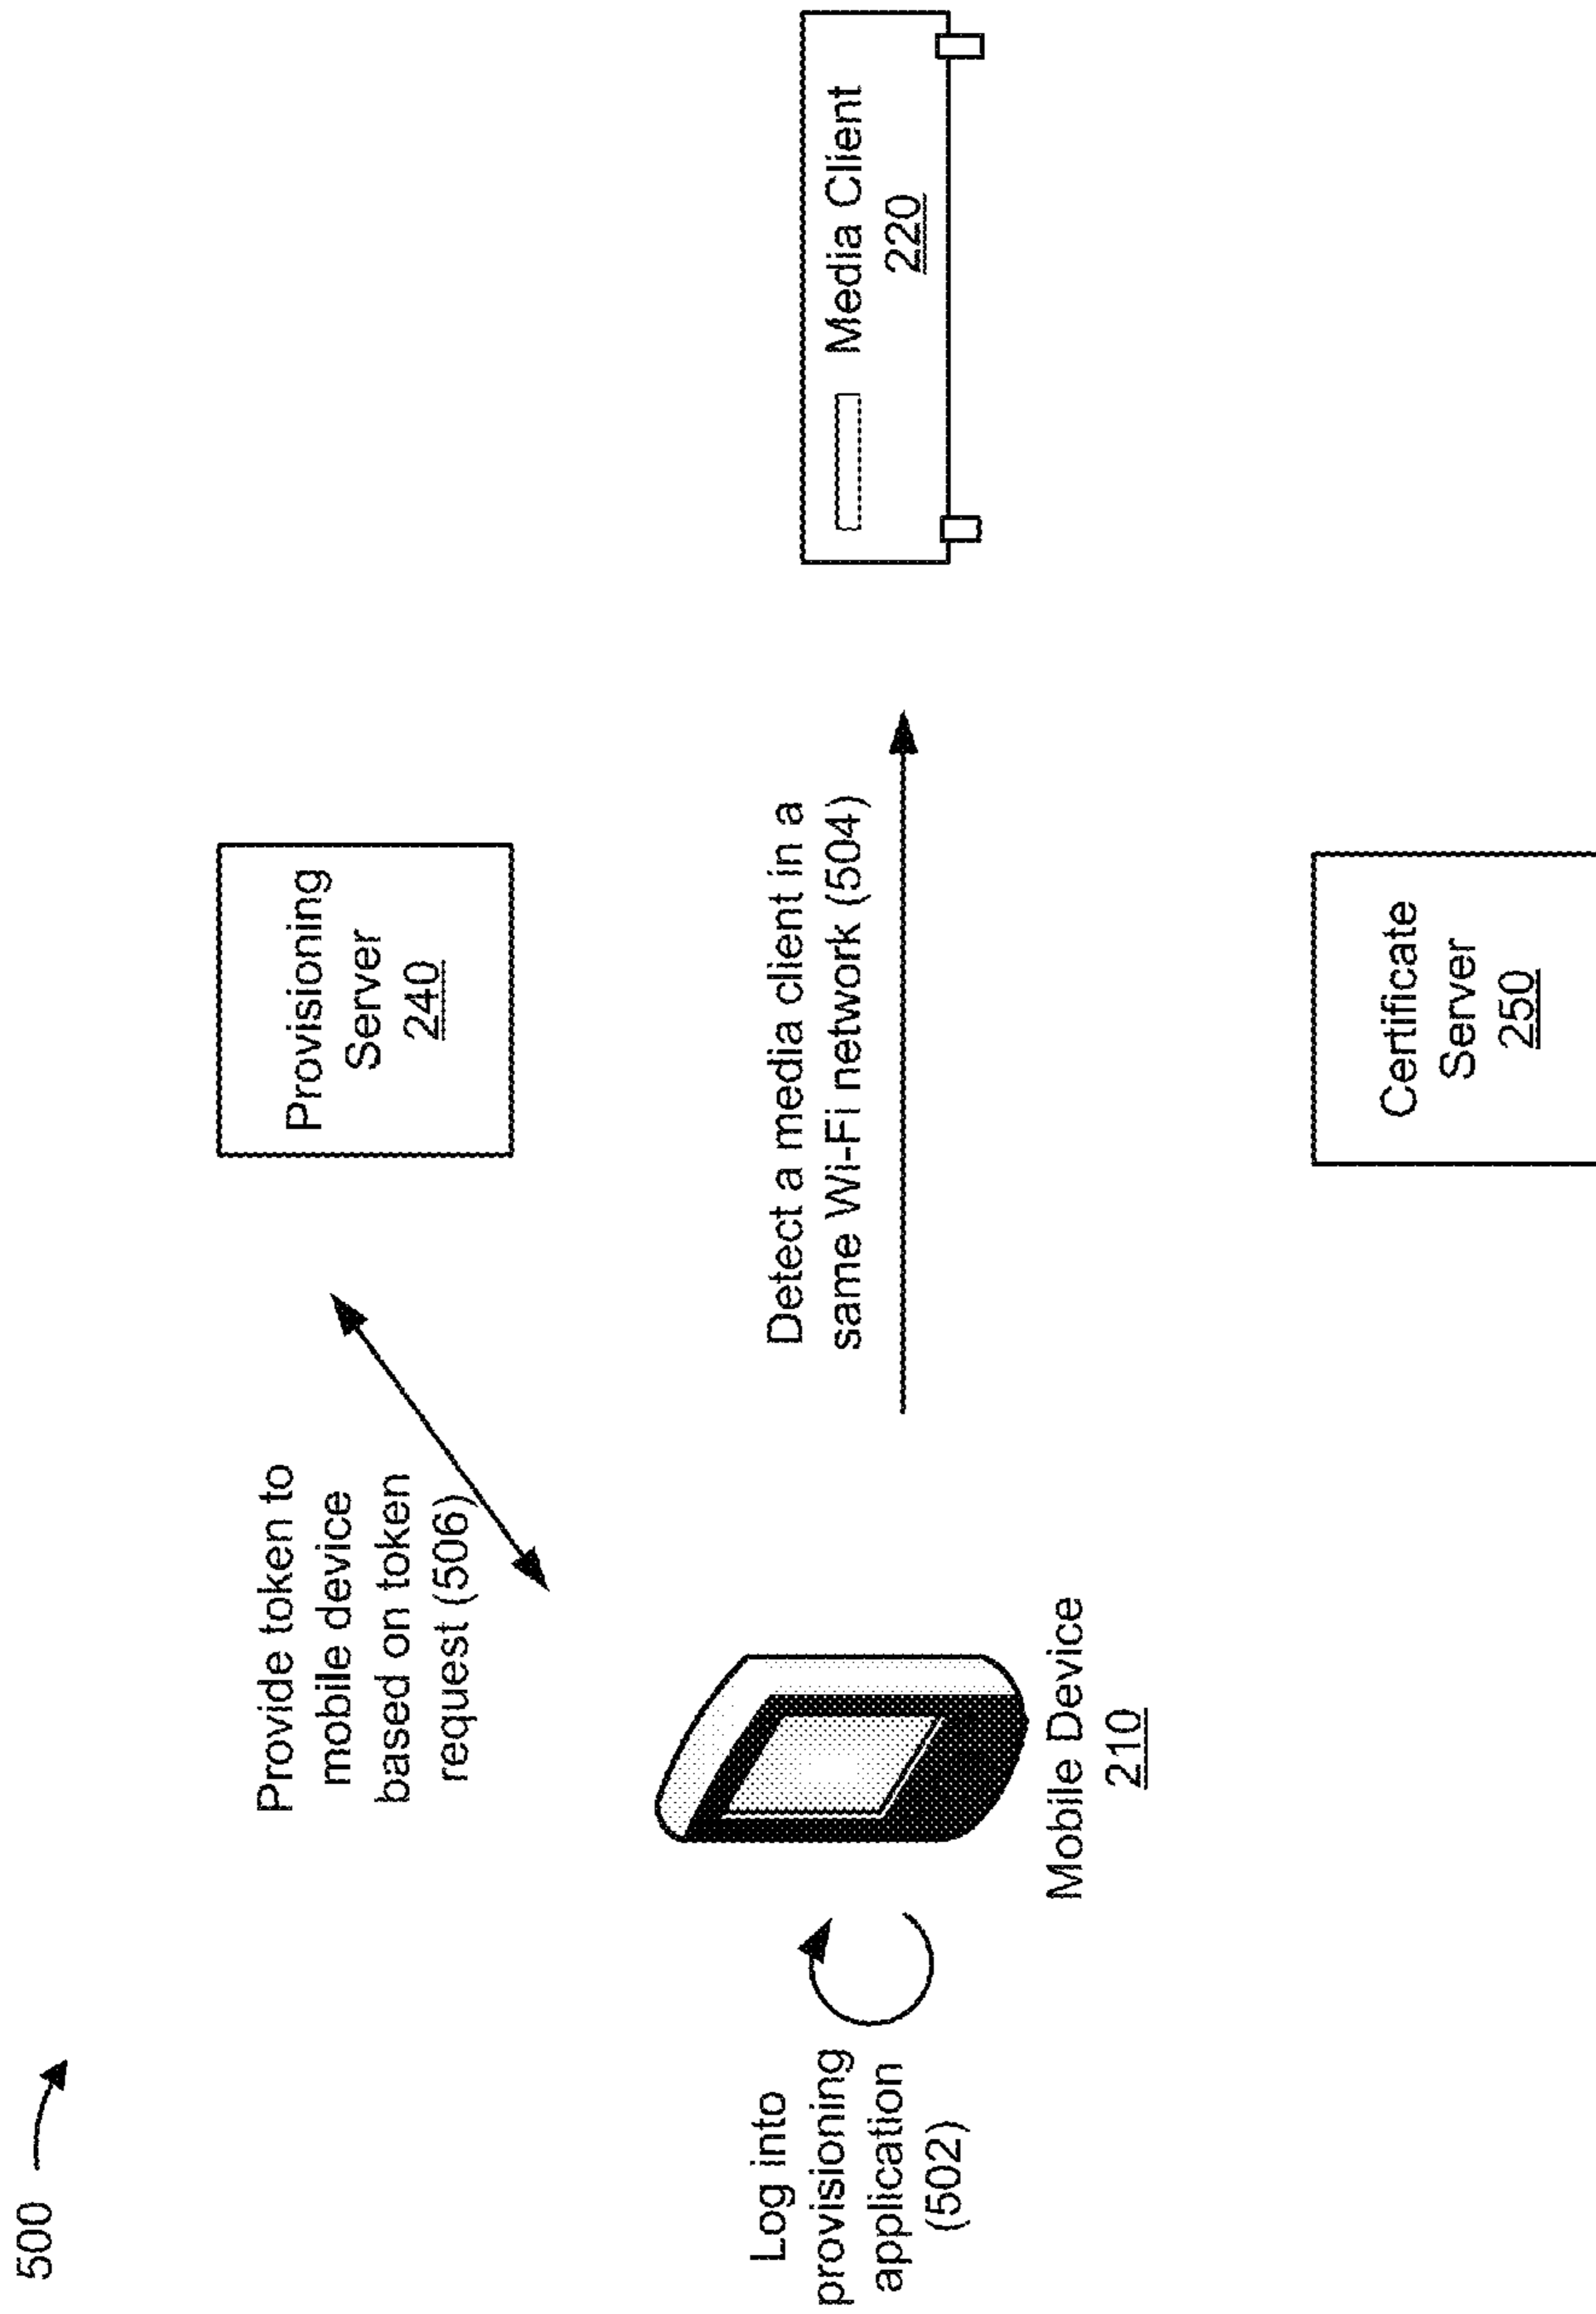 500
Provide token to
mobile device
based on token
request (506)
Provisioning
Server
240
Log into
provisioning
application
(502)
Mobile Device
210
Detect a media client in a
same Wi-Fi network (504)
Media Client
220
Certificate
Server
250